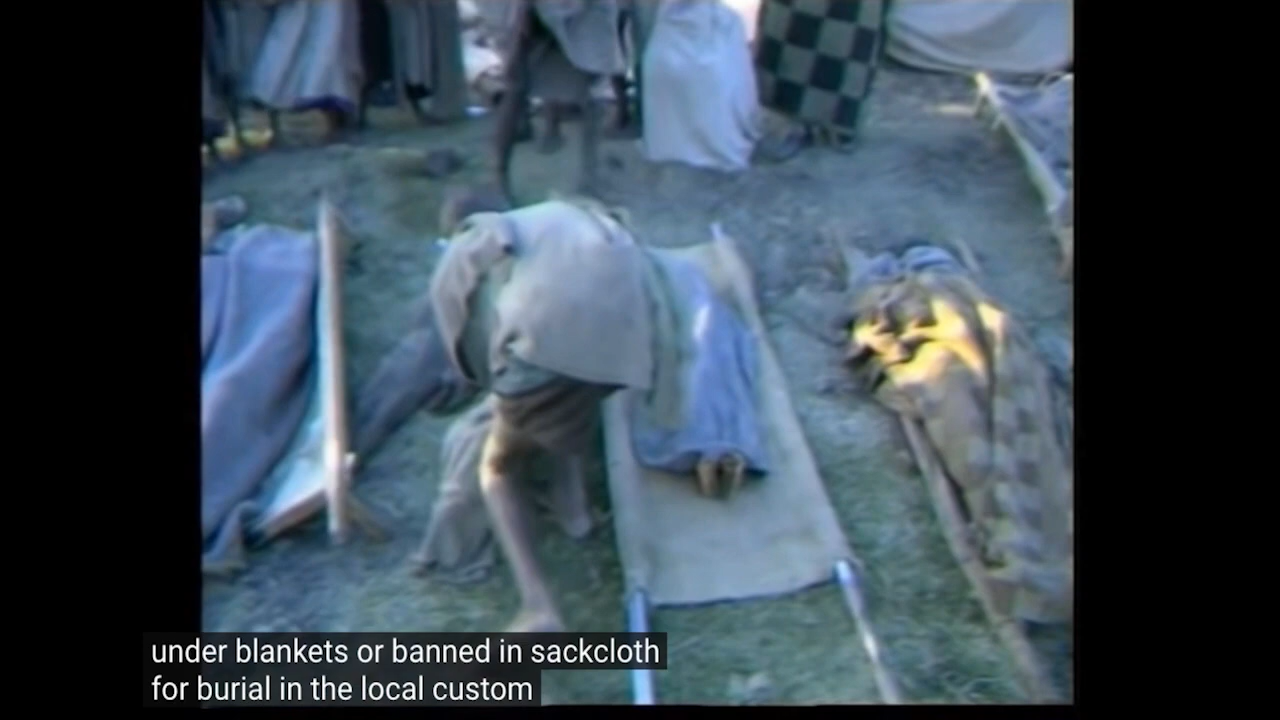 under blankets or banned in sackcloth
for burial in the local custom